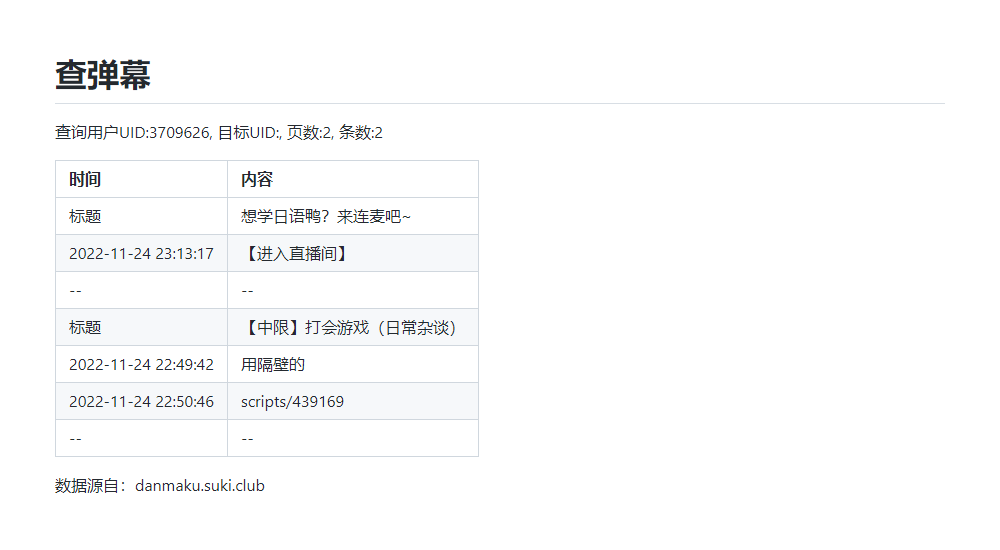 查弹幕
查询用户UID:3709626, 目标UID:, 页数:2, 条数:2
时间 内容
标题 想学日语鸭？来连麦吧~
2022-11-24 23:13:17 【进入直播间】
-- --
标题 【中限】打会游戏（日常杂谈）
2022-11-24 22:49:42 用隔壁的
2022-11-24 22:50:46 scripts/439169
-- --
数据源自：danmaku.suki.club